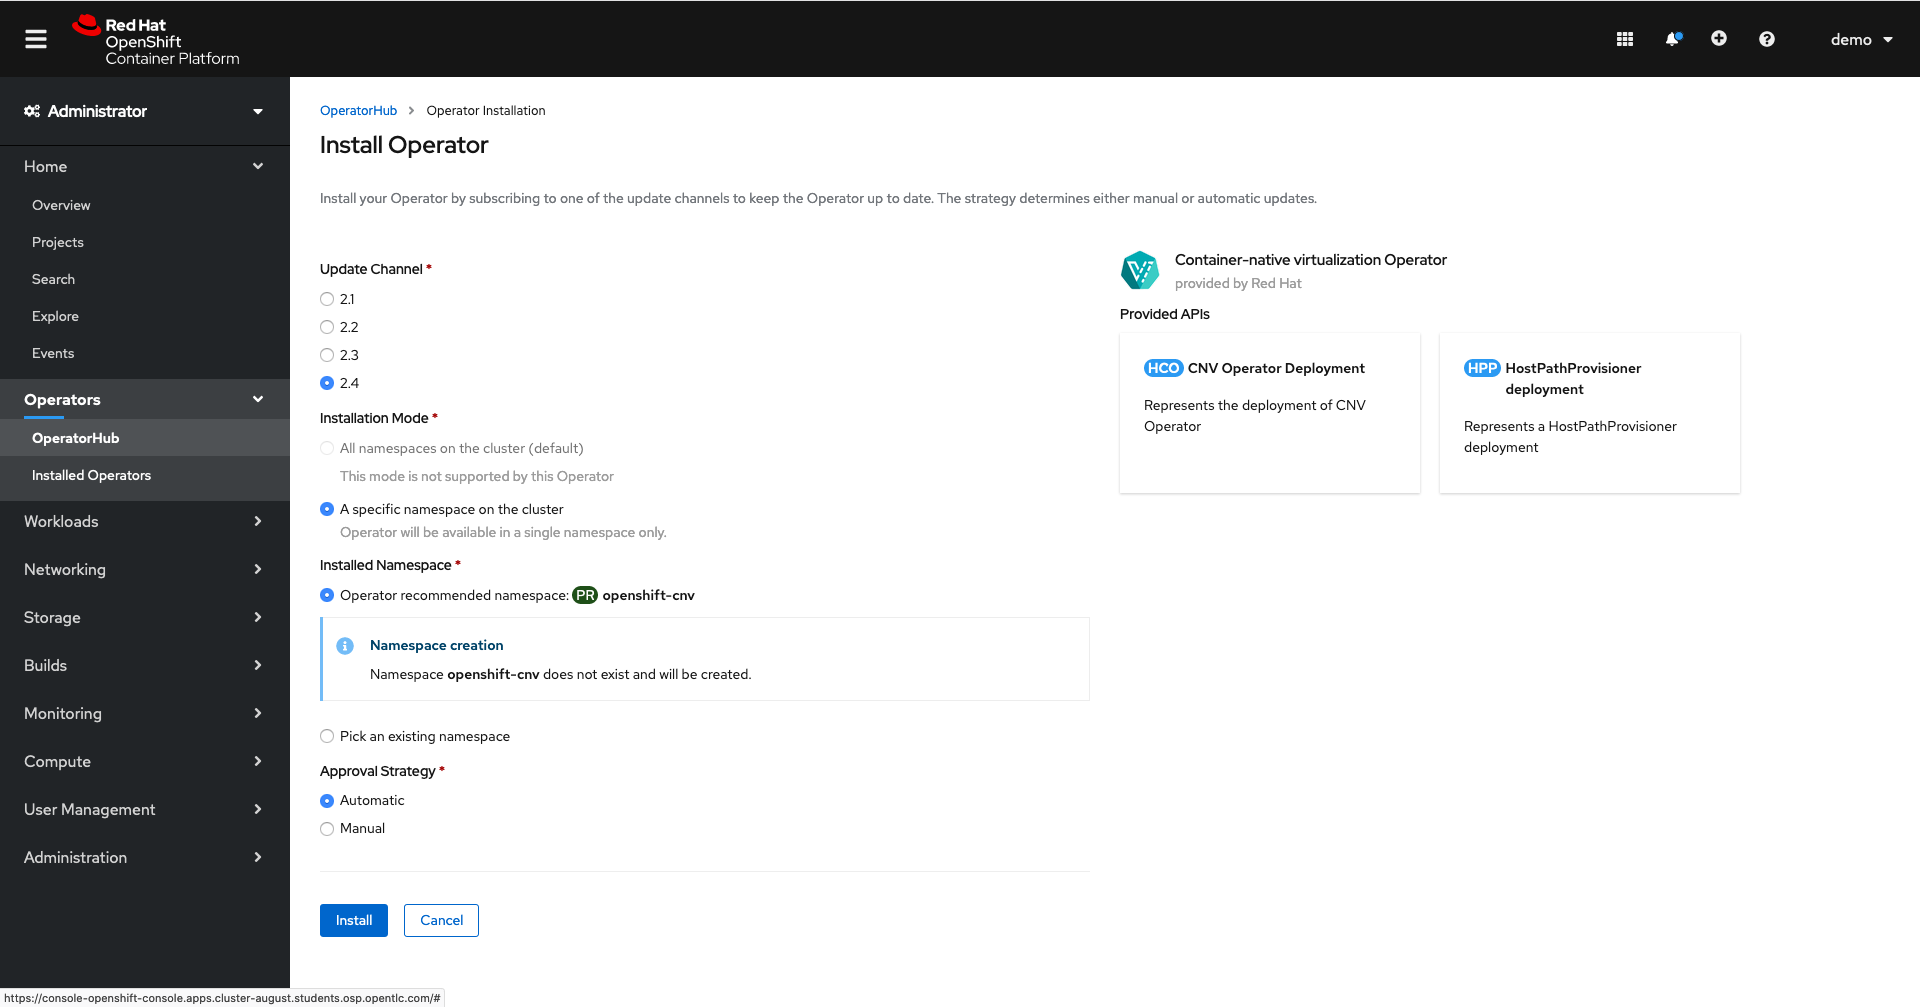 Red Hat
OpenShift
Container Platform
demo
Administrator
Home
Overview
Projects
Search
Explore
Events
Operators
OperatorHub
Installed Operators
Workloads
Networking
Storage
Builds
Monitoring
Compute
User Management
Administration
OperatorHub > Operator Installation
Install Operator
Install your Operator by subscribing to one of the update channels to keep the Operator up to date. The strategy determines either manual or automatic updates.
Update Channel *
2.1
2.2
2.3
2.4
Installation Mode *
All namespaces on the cluster (default)
This mode is not supported by this Operator
A specific namespace on the cluster
Operator will be available in a single namespace only.
Installed Namespace *
Operator recommended namespace: PR openshift-cnv
Namespace creation
Namespace openshift-cnv does not exist and will be created.
Pick an existing namespace
Approval Strategy *
Automatic
Manual
Install
Cancel
Container-native virtualization Operator
provided by Red Hat
Provided APIs
HCO CNV Operator Deployment
Represents the deployment of CNV
Operator
HPP HostPathProvisioner
deployment
Represents a HostPathProvisioner
deployment
https://console-openshift-console.apps.cluster-august.students.osp.opentlc.com/#